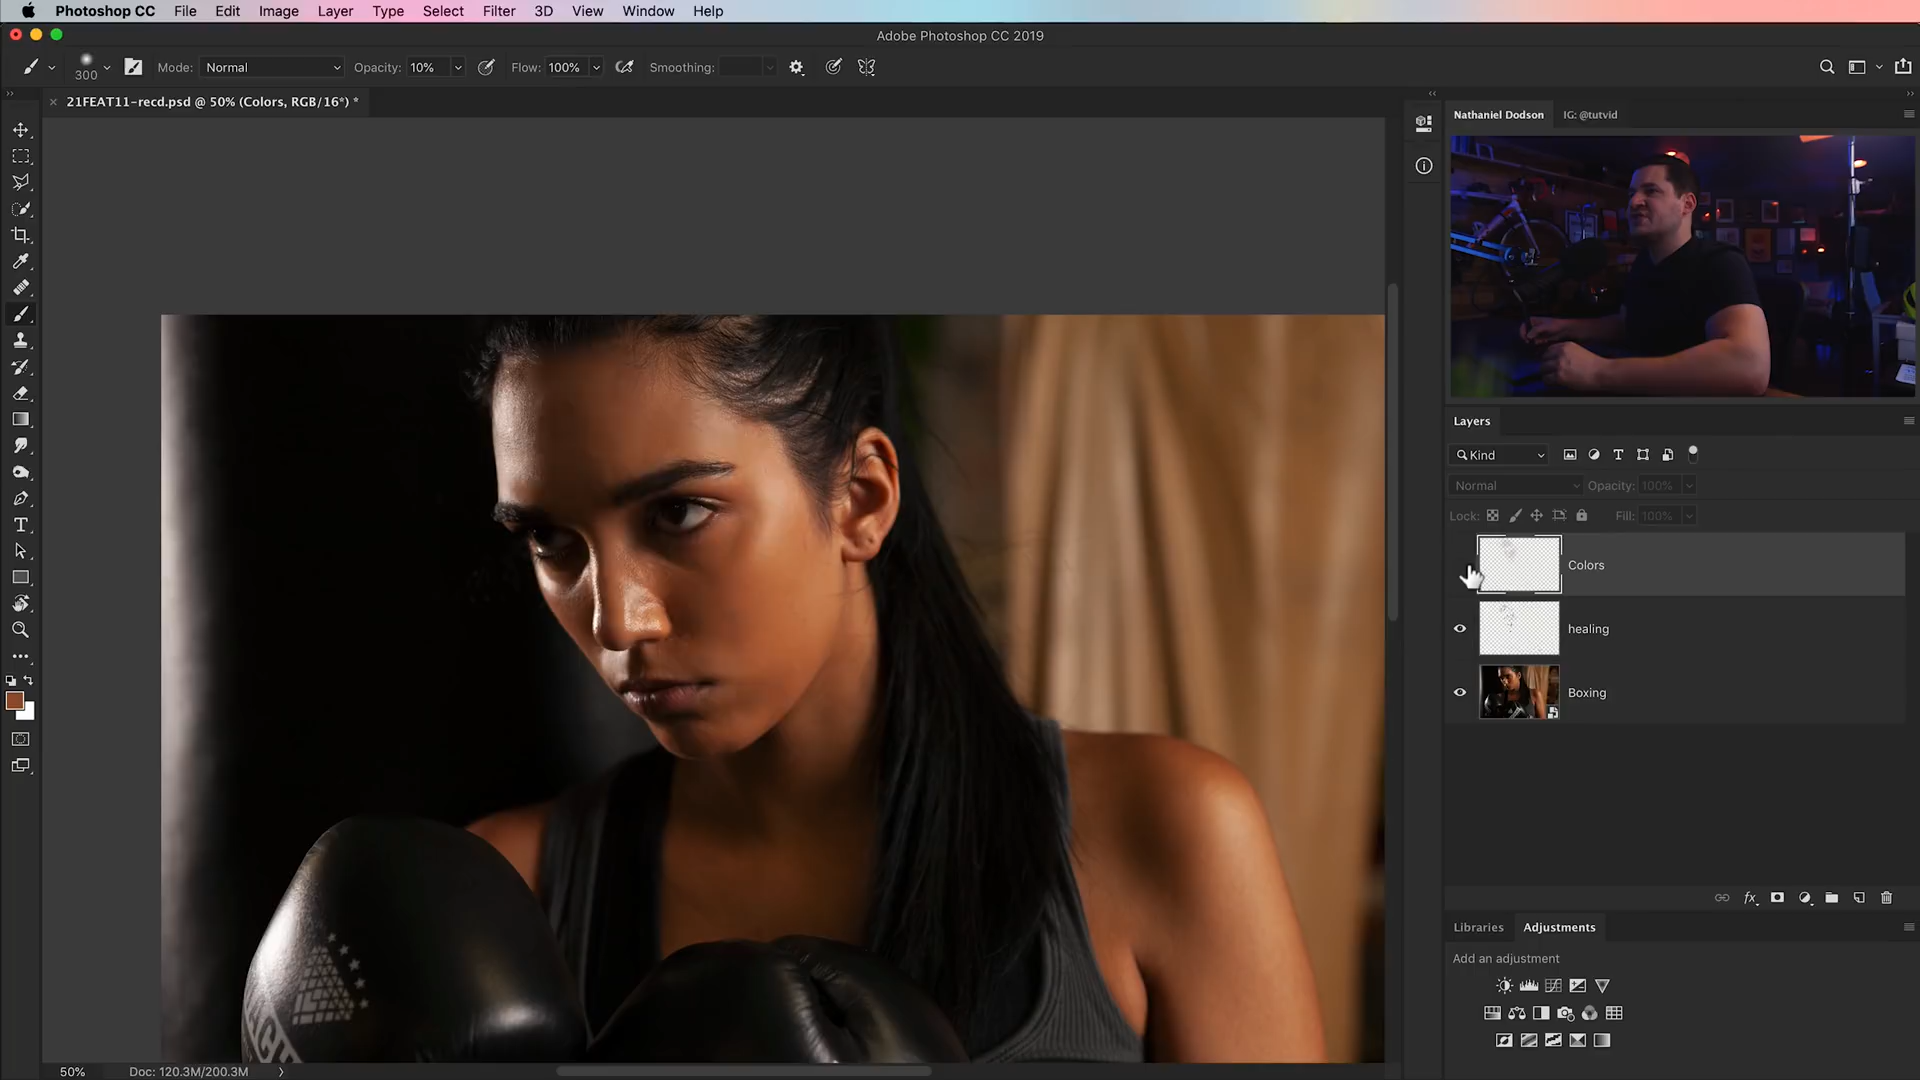 Photoshop CC File Edit Image Layer Type Select Filter 3D View Window Help
Adobe Photoshop CC 2019
300 Mode: Normal Opacity: 10% Flow: 100% Smoothing:
21FEAT11-recd.psd @ 50% (Colors, RGB/16*) *
Nathaniel Dodson IG: @tutvid
Layers
Kind
Normal Opacity: 100%
Lock: Fill: 100%
Colors
healing
Boxing
Libraries Adjustments
Add an adjustment
50% Doc: 120.3M/200.3M